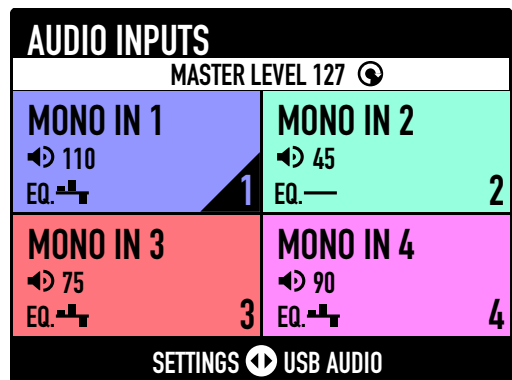 AUDIO INPUTS
MASTER LEVEL 127
MONO IN 1
110
EQ.
1
MONO IN 2
45
EQ.
2
MONO IN 3
75
EQ.
3
MONO IN 4
90
EQ.
4
SETTINGS USB AUDIO